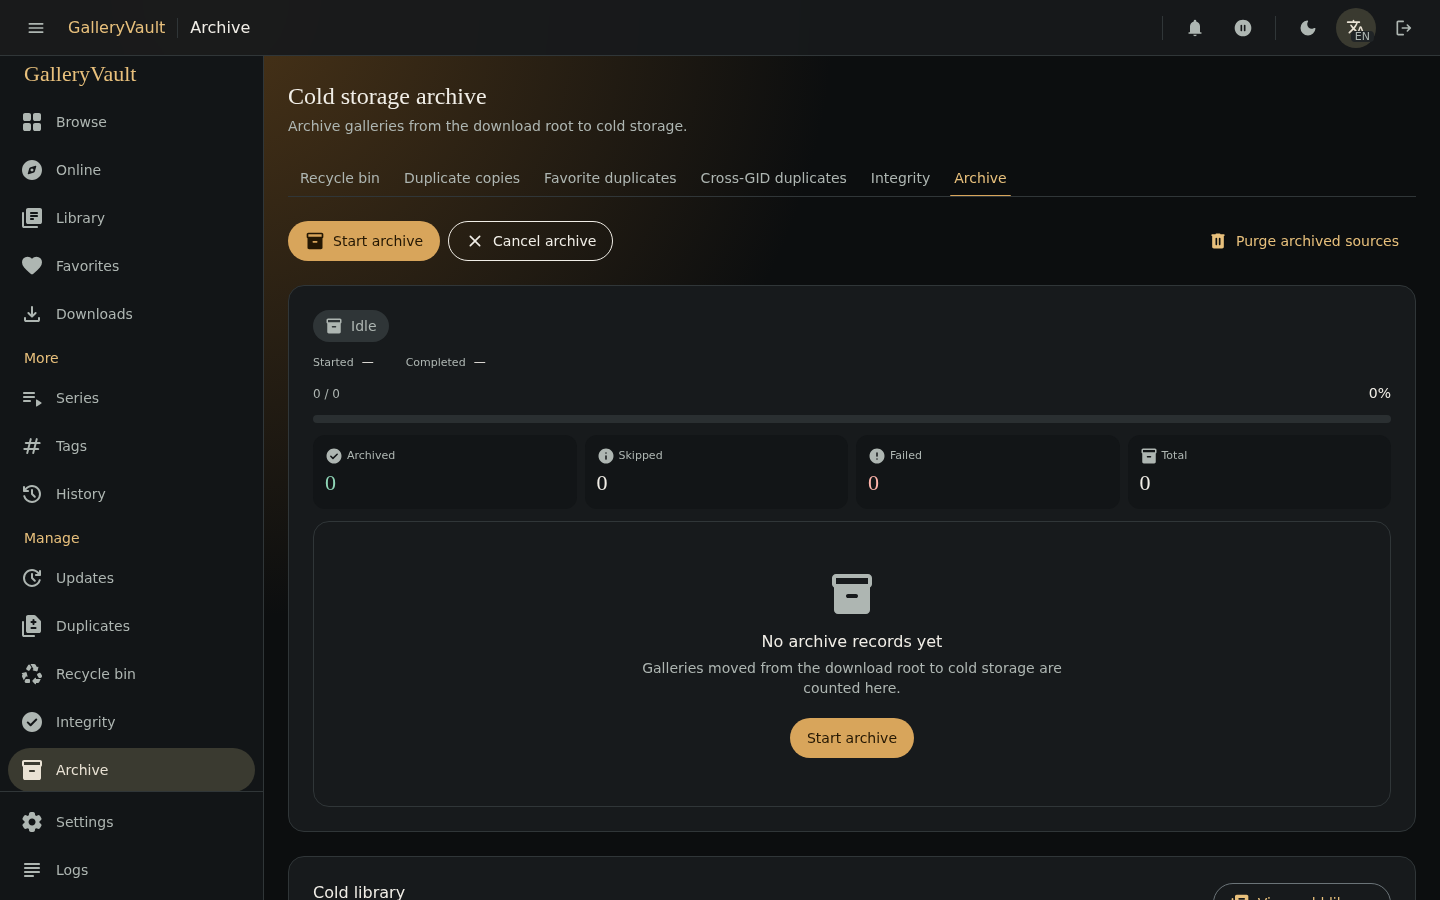 GalleryVault
Archive
EN
GalleryVault
Browse
Online
Library
Favorites
Downloads
More
Series
Tags
History
Manage
Updates
Duplicates
Recycle bin
Integrity
Archive
Settings
Logs
Cold storage archive
Archive galleries from the download root to cold storage.
Recycle bin
Duplicate copies
Favorite duplicates
Cross-GID duplicates
Integrity
Archive
Start archive
Cancel archive
Purge archived sources
Idle
Started —
Completed —
0 / 0
0%
Archived
0
Skipped
0
Failed
0
Total
0
No archive records yet
Galleries moved from the download root to cold storage are
counted here.
Start archive
Cold library